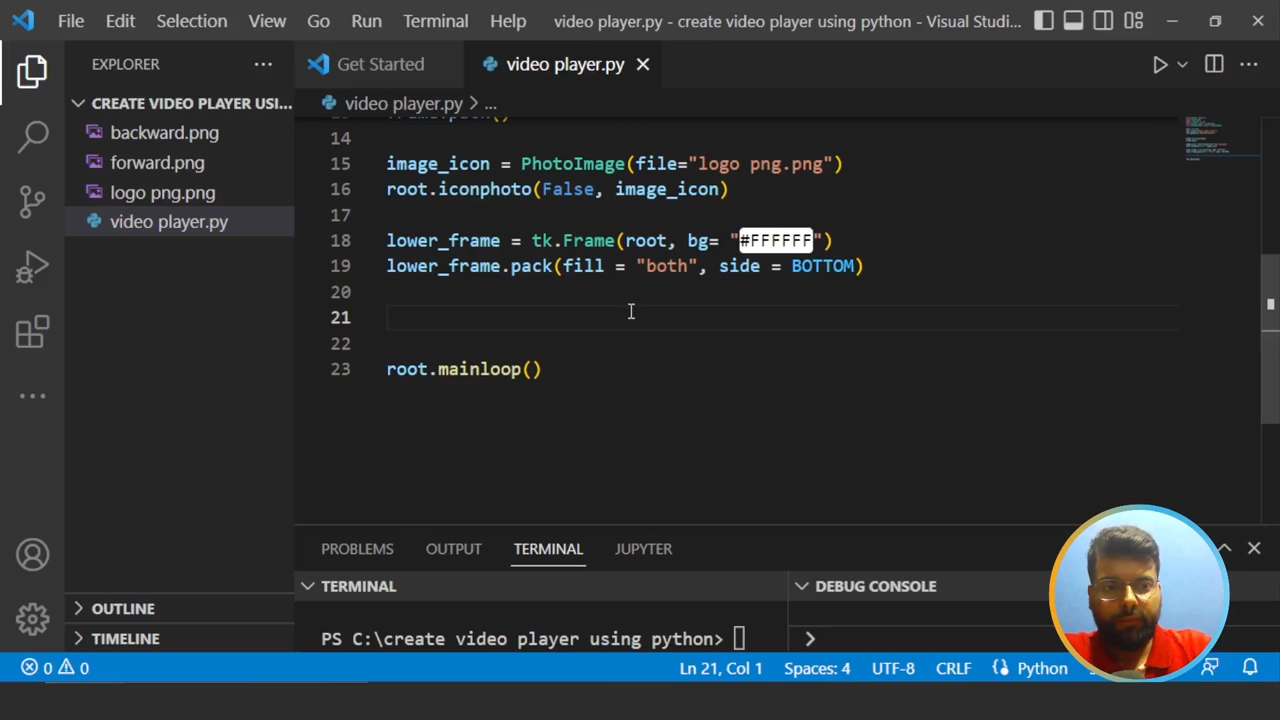 File Edit Selection View Go Run Terminal Help video player.py - create video player using python - Visual Studi...
EXPLORER
CREATE VIDEO PLAYER USI...
backward.png
forward.png
logo png.png
video player.py
OUTLINE
TIMELINE
Get Started video player.py
video player.py > ...
14
15 image_icon = PhotoImage(file="logo png.png")
16 root.iconphoto(False, image_icon)
17
18 lower_frame = tk.Frame(root, bg= "#FFFFFF")
19 lower_frame.pack(fill = "both", side = BOTTOM)
20
21
22
23 root.mainloop()
PROBLEMS OUTPUT TERMINAL JUPYTER
TERMINAL
PS C:\create video player using python>
DEBUG CONSOLE
>
0 0 Ln 21, Col 1 Spaces: 4 UTF-8 CRLF Python